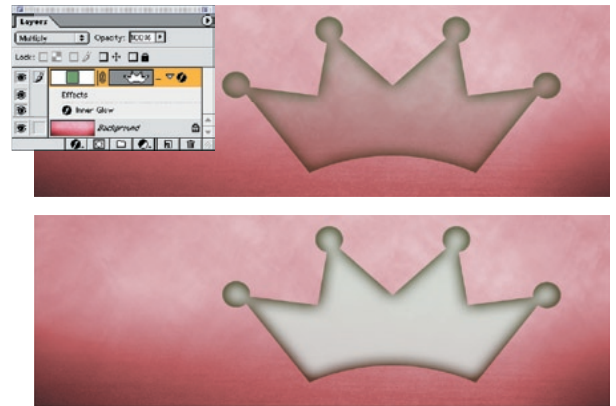 Layers
Multiply Opacity: 100%
Lock:
Effects
Inner Glow
Background